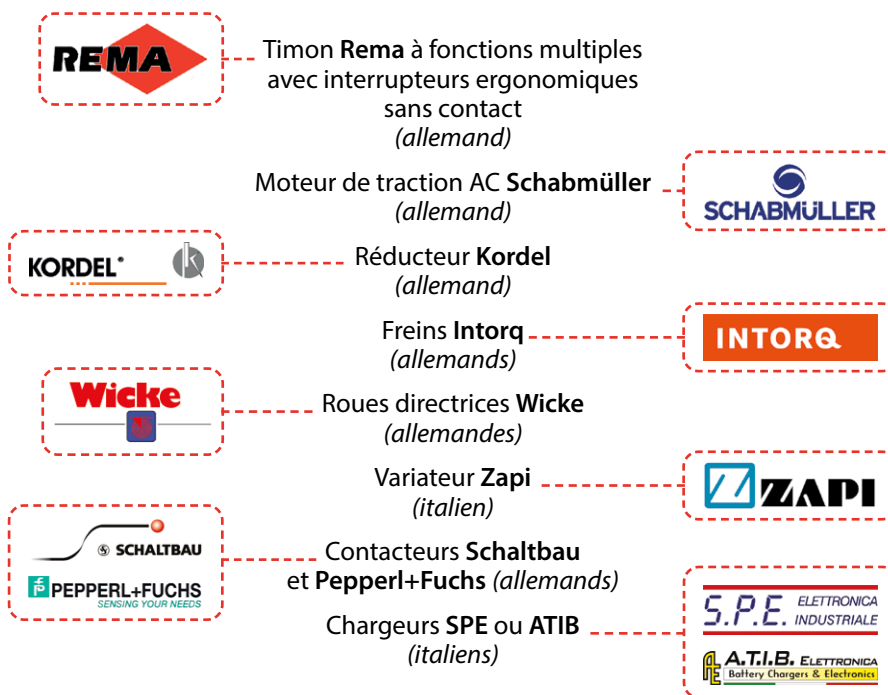 REMA
Timon Rema à fonctions multiples
avec interrupteurs ergonomiques
sans contact
(allemand)
Moteur de traction AC Schabmüller
(allemand)
SCHABMÜLLER
KORDEL®
Réducteur Kordel
(allemand)
Freins Intorq
(allemands)
INTORQ
Wicke
Roues directrices Wicke
(allemandes)
Variateur Zapi
(italien)
ZAPI
SCHALTBAU
PEPPERL+FUCHS
SENSING YOUR NEEDS
Contacteurs Schaltbau
et Pepperl+Fuchs (allemands)
Chargeurs SPE ou ATIB
(italiens)
S.P.E. ELETTRONICA
INDUSTRIALE
A.T.I.B. ELETTRONICA
Battery Chargers & Electronics